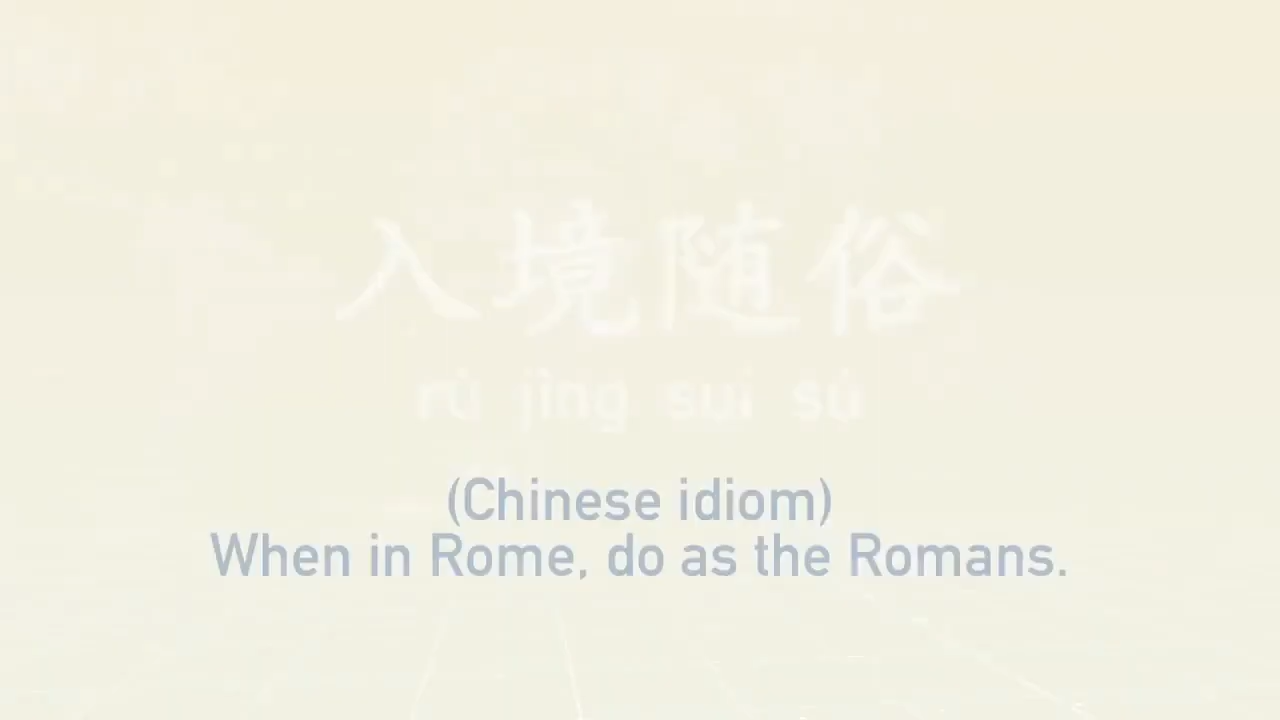 入境随俗
rù jìng suí sú
(Chinese idiom)
When in Rome, do as the Romans.